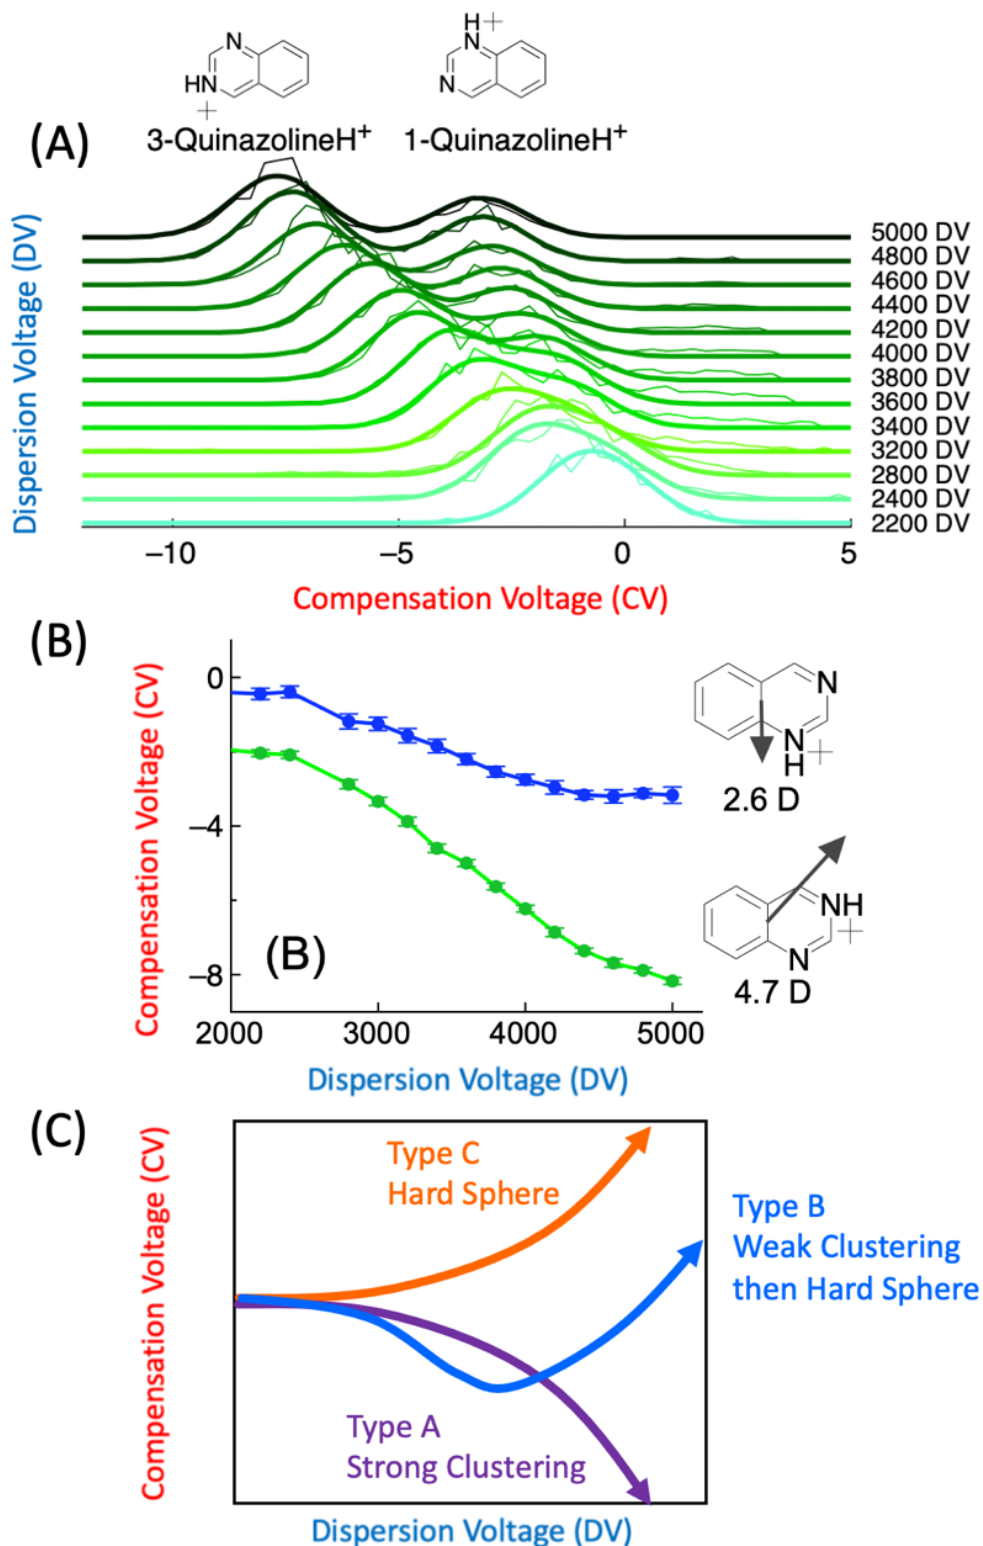 N
HN
+
3-QuinazolineH+
H
+
N
N
1-QuinazolineH+
(A)
Dispersion Voltage (DV)
5000 DV
4800 DV
4600 DV
4400 DV
4200 DV
4000 DV
3800 DV
3600 DV
3400 DV
3200 DV
2800 DV
2400 DV
2200 DV
–10
–5
0
5
Compensation Voltage (CV)
(B)
Compensation Voltage (CV)
0
–4
–8
(B)
2000
3000
4000
5000
Dispersion Voltage (DV)
N
N
H
+
2.6 D
NH
+
N
4.7 D
(C)
Compensation Voltage (CV)
Type C
Hard Sphere
Type B
Weak Clustering
then Hard Sphere
Type A
Strong Clustering
Dispersion Voltage (DV)